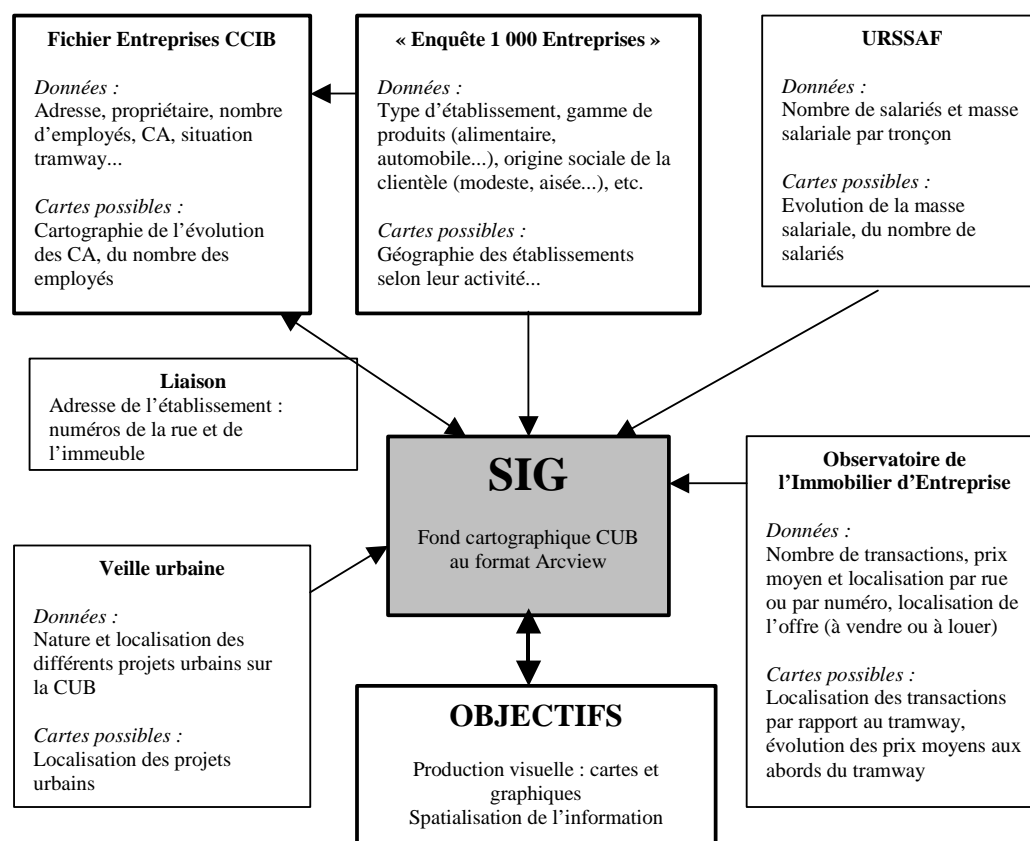 Fichier Entreprises CCIB
Données :
Adresse, propriétaire, nombre
d'employés, CA, situation
tramway...
Cartes possibles :
Cartographie de l'évolution
des CA, du nombre des
employés
« Enquête 1 000 Entreprises »
Données :
Type d'établissement, gamme de
produits (alimentaire,
automobile...), origine sociale de la
clientèle (modeste, aisée...), etc.
Cartes possibles :
Géographie des établissements
selon leur activité...
URSSAF
Données :
Nombre de salariés et masse
salariale par tronçon
Cartes possibles :
Evolution de la masse
salariale, du nombre de
salariés
Liaison
Adresse de l'établissement :
numéros de la rue et de
l'immeuble
SIG
Fond cartographique CUB
au format Arcview
Observatoire de
l'Immobilier d'Entreprise
Données :
Nombre de transactions, prix
moyen et localisation par rue
ou par numéro, localisation de
l'offre (à vendre ou à louer)
Cartes possibles :
Localisation des transactions
par rapport au tramway,
évolution des prix moyens aux
abords du tramway
Veille urbaine
Données :
Nature et localisation des
différents projets urbains sur
la CUB
Cartes possibles :
Localisation des projets
urbains
OBJECTIFS
Production visuelle : cartes et
graphiques
Spatialisation de l'information